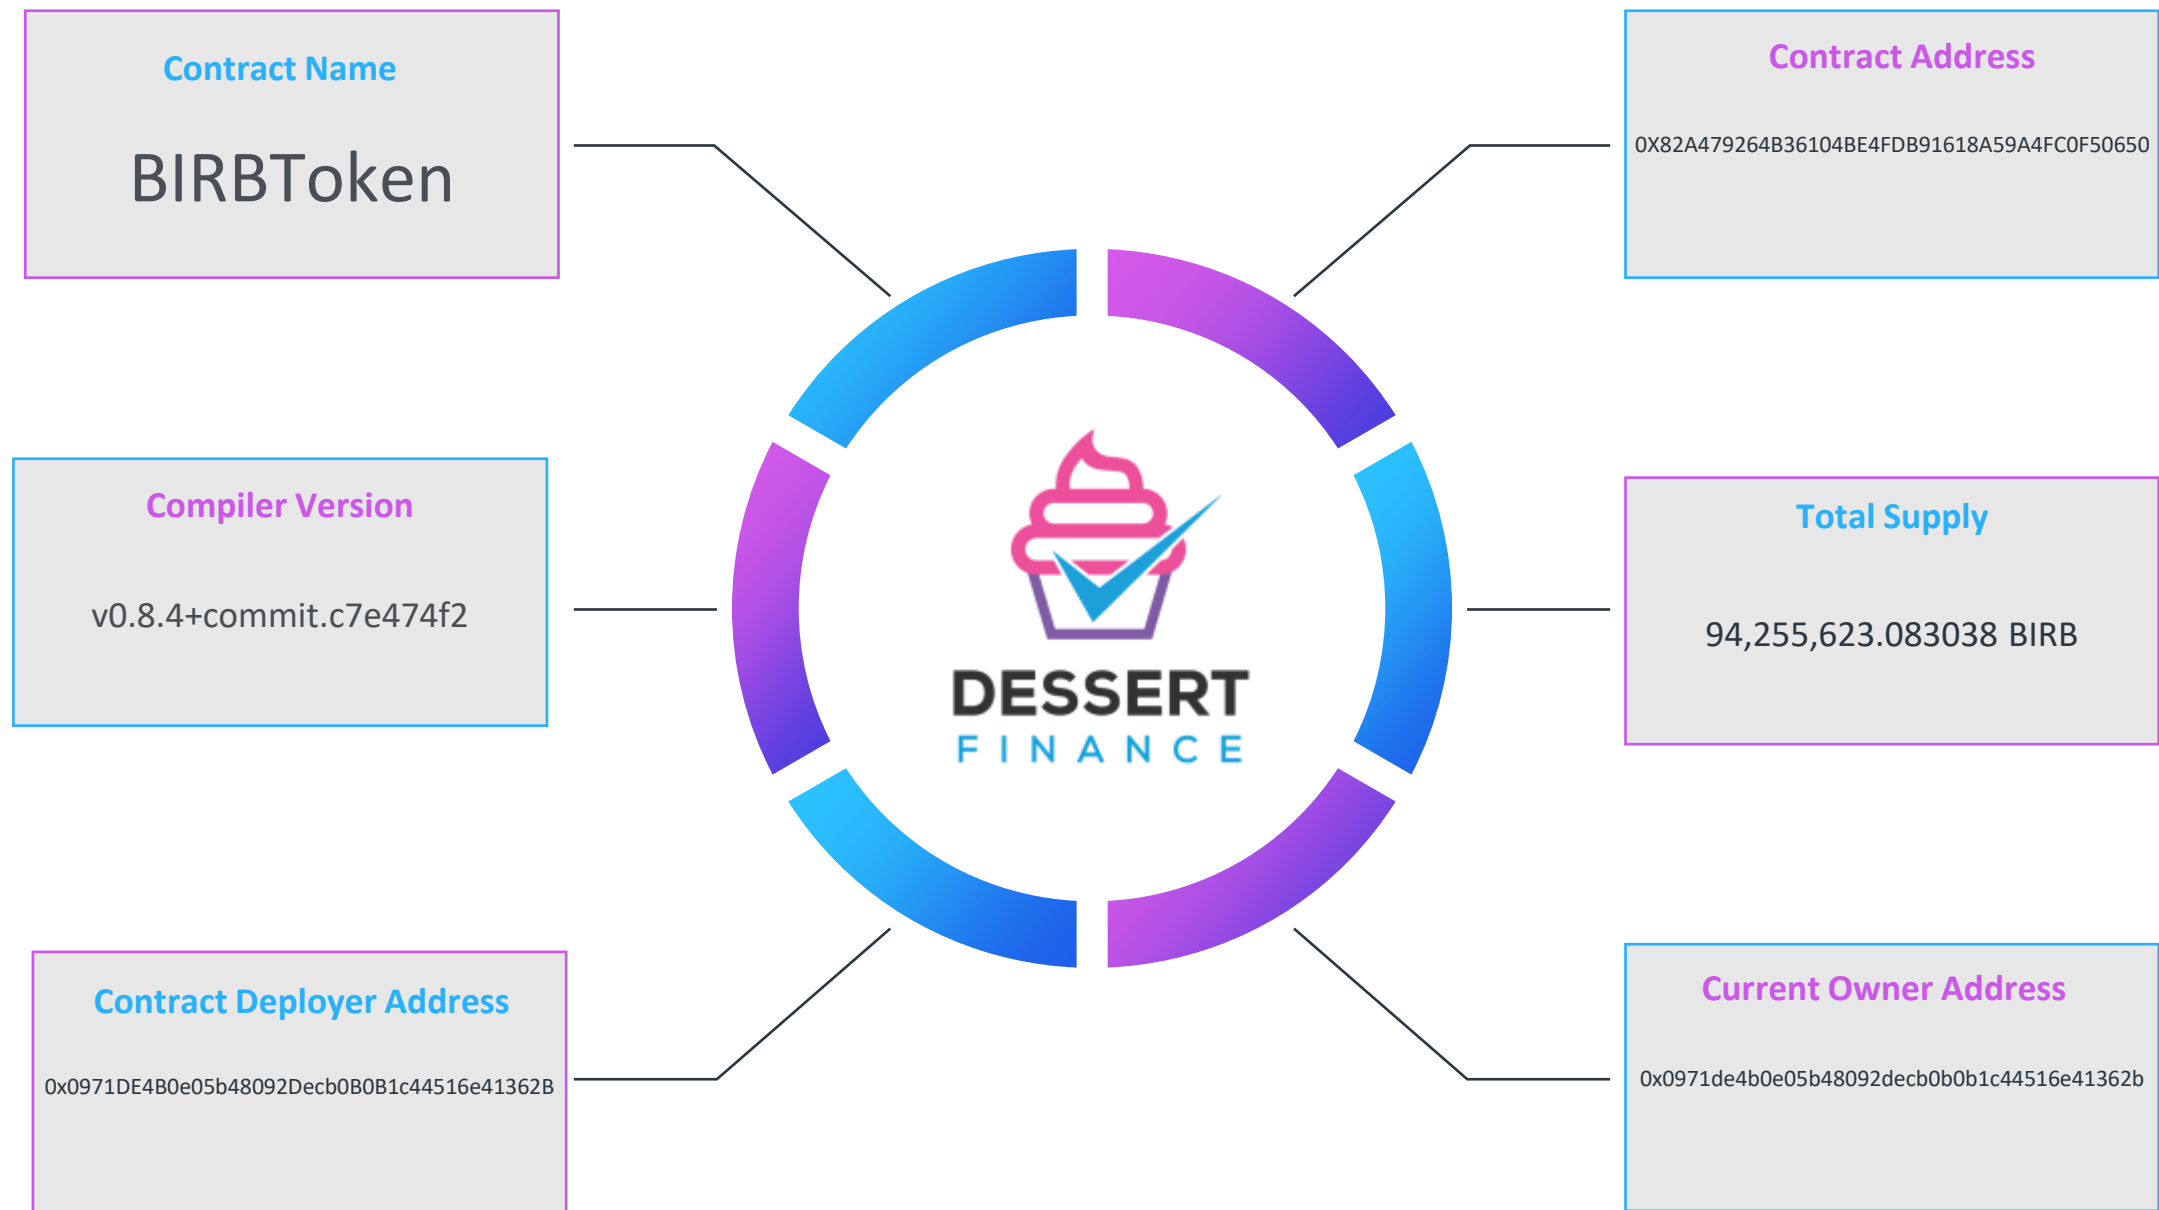 Contract Name
BIRBToken
Contract Address
0X82A479264B36104BE4FDB91618A59A4FC0F50650
Compiler Version
v0.8.4+commit.c7e474f2
Total Supply
94,255,623.083038 BIRB
DESSERT
FINANCE
Contract Deployer Address
0x0971DE4B0e05b48092Decb0B0B1c44516e41362B
Current Owner Address
0x0971de4b0e05b48092decb0b0b1c44516e41362b